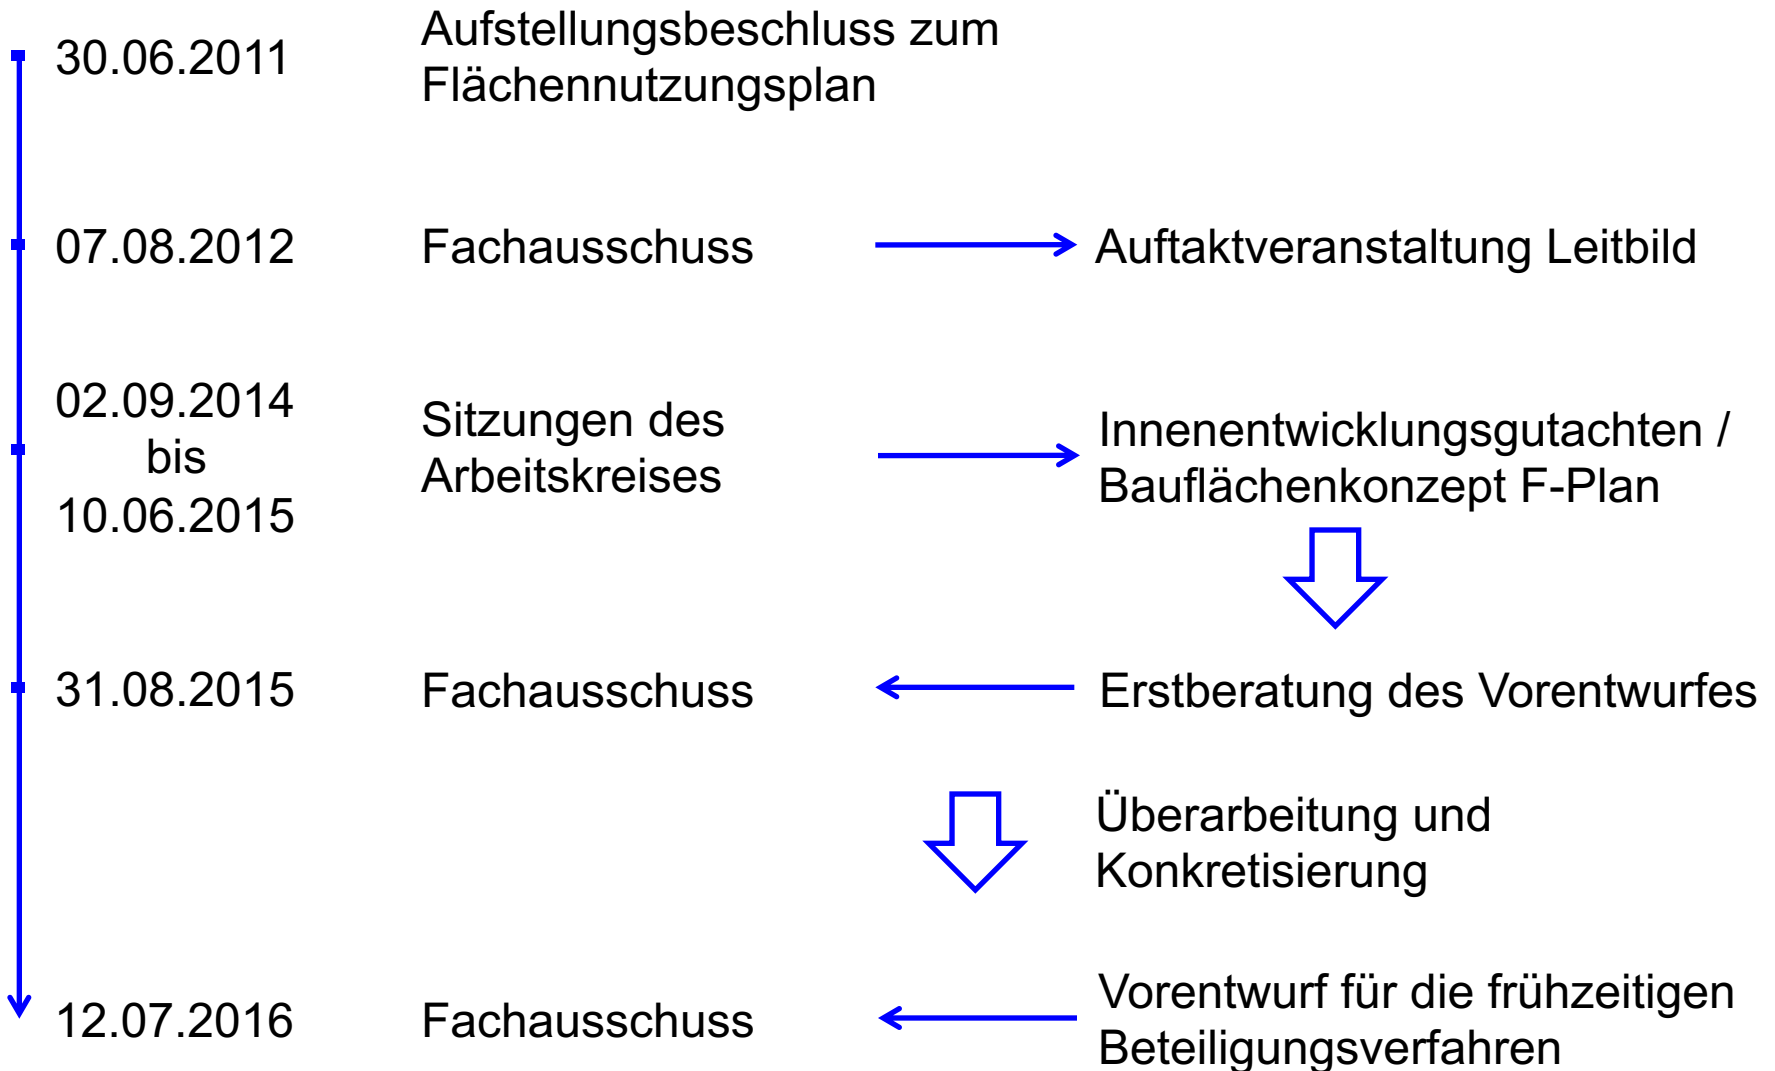 30.06.2011
Aufstellungsbeschluss zum
Flächennutzungsplan
07.08.2012
Fachausschuss
Auftaktveranstaltung Leitbild
02.09.2014
bis
10.06.2015
Sitzungen des
Arbeitskreises
Innenentwicklungsgutachten /
Bauflächenkonzept F-Plan
31.08.2015
Fachausschuss
Erstberatung des Vorentwurfes
Überarbeitung und
Konkretisierung
12.07.2016
Fachausschuss
Vorentwurf für die frühzeitigen
Beteiligungsverfahren